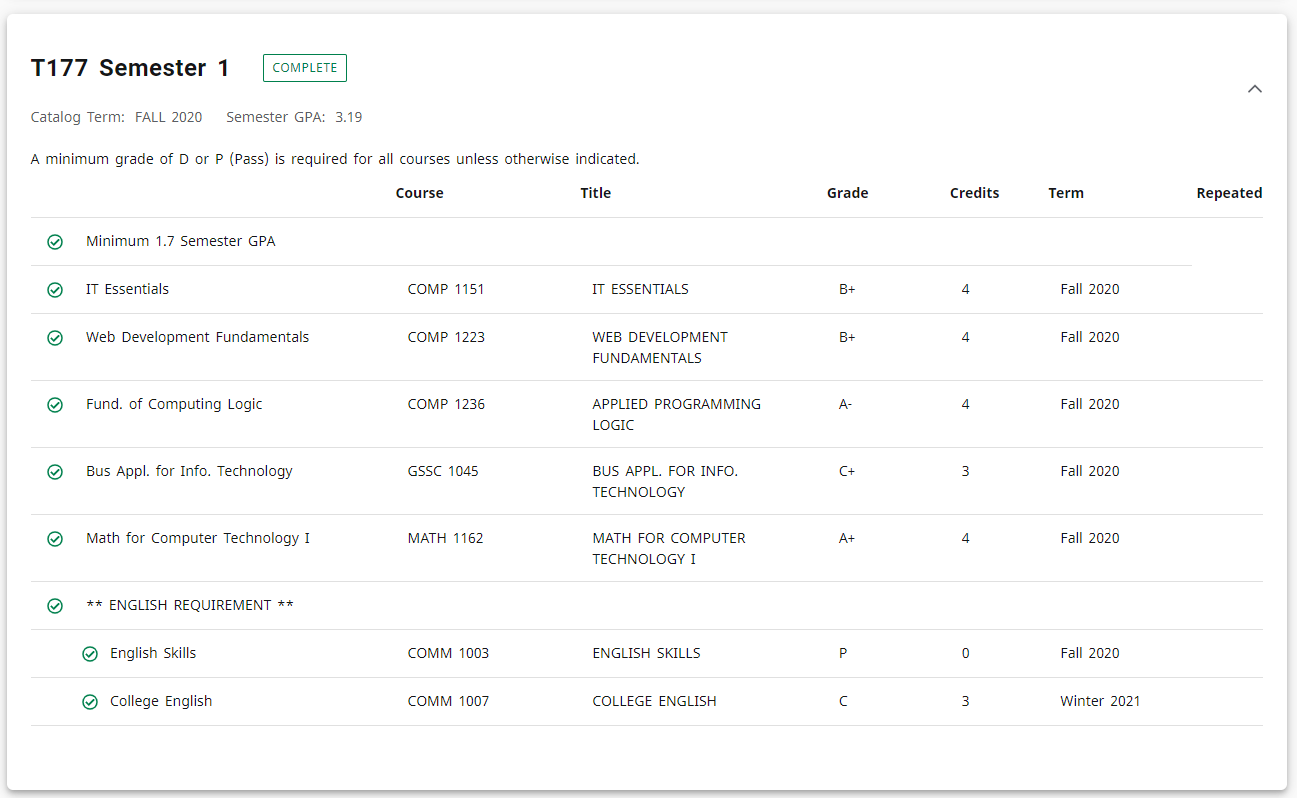 T177 Semester 1 COMPLETE
Catalog Term: FALL 2020 Semester GPA: 3.19
A minimum grade of D or P (Pass) is required for all courses unless otherwise indicated.
Course Title Grade Credits Term Repeated
Minimum 1.7 Semester GPA
IT Essentials COMP 1151 IT ESSENTIALS B+ 4 Fall 2020
Web Development Fundamentals COMP 1223 WEB DEVELOPMENT B+ 4 Fall 2020
FUNDAMENTALS
Fund. of Computing Logic COMP 1236 APPLIED PROGRAMMING A- 4 Fall 2020
LOGIC
Bus Appl. for Info. Technology GSSC 1045 BUS APPL. FOR INFO. C+ 3 Fall 2020
TECHNOLOGY
Math for Computer Technology I MATH 1162 MATH FOR COMPUTER A+ 4 Fall 2020
TECHNOLOGY I
** ENGLISH REQUIREMENT **
English Skills COMM 1003 ENGLISH SKILLS P 0 Fall 2020
College English COMM 1007 COLLEGE ENGLISH C 3 Winter 2021